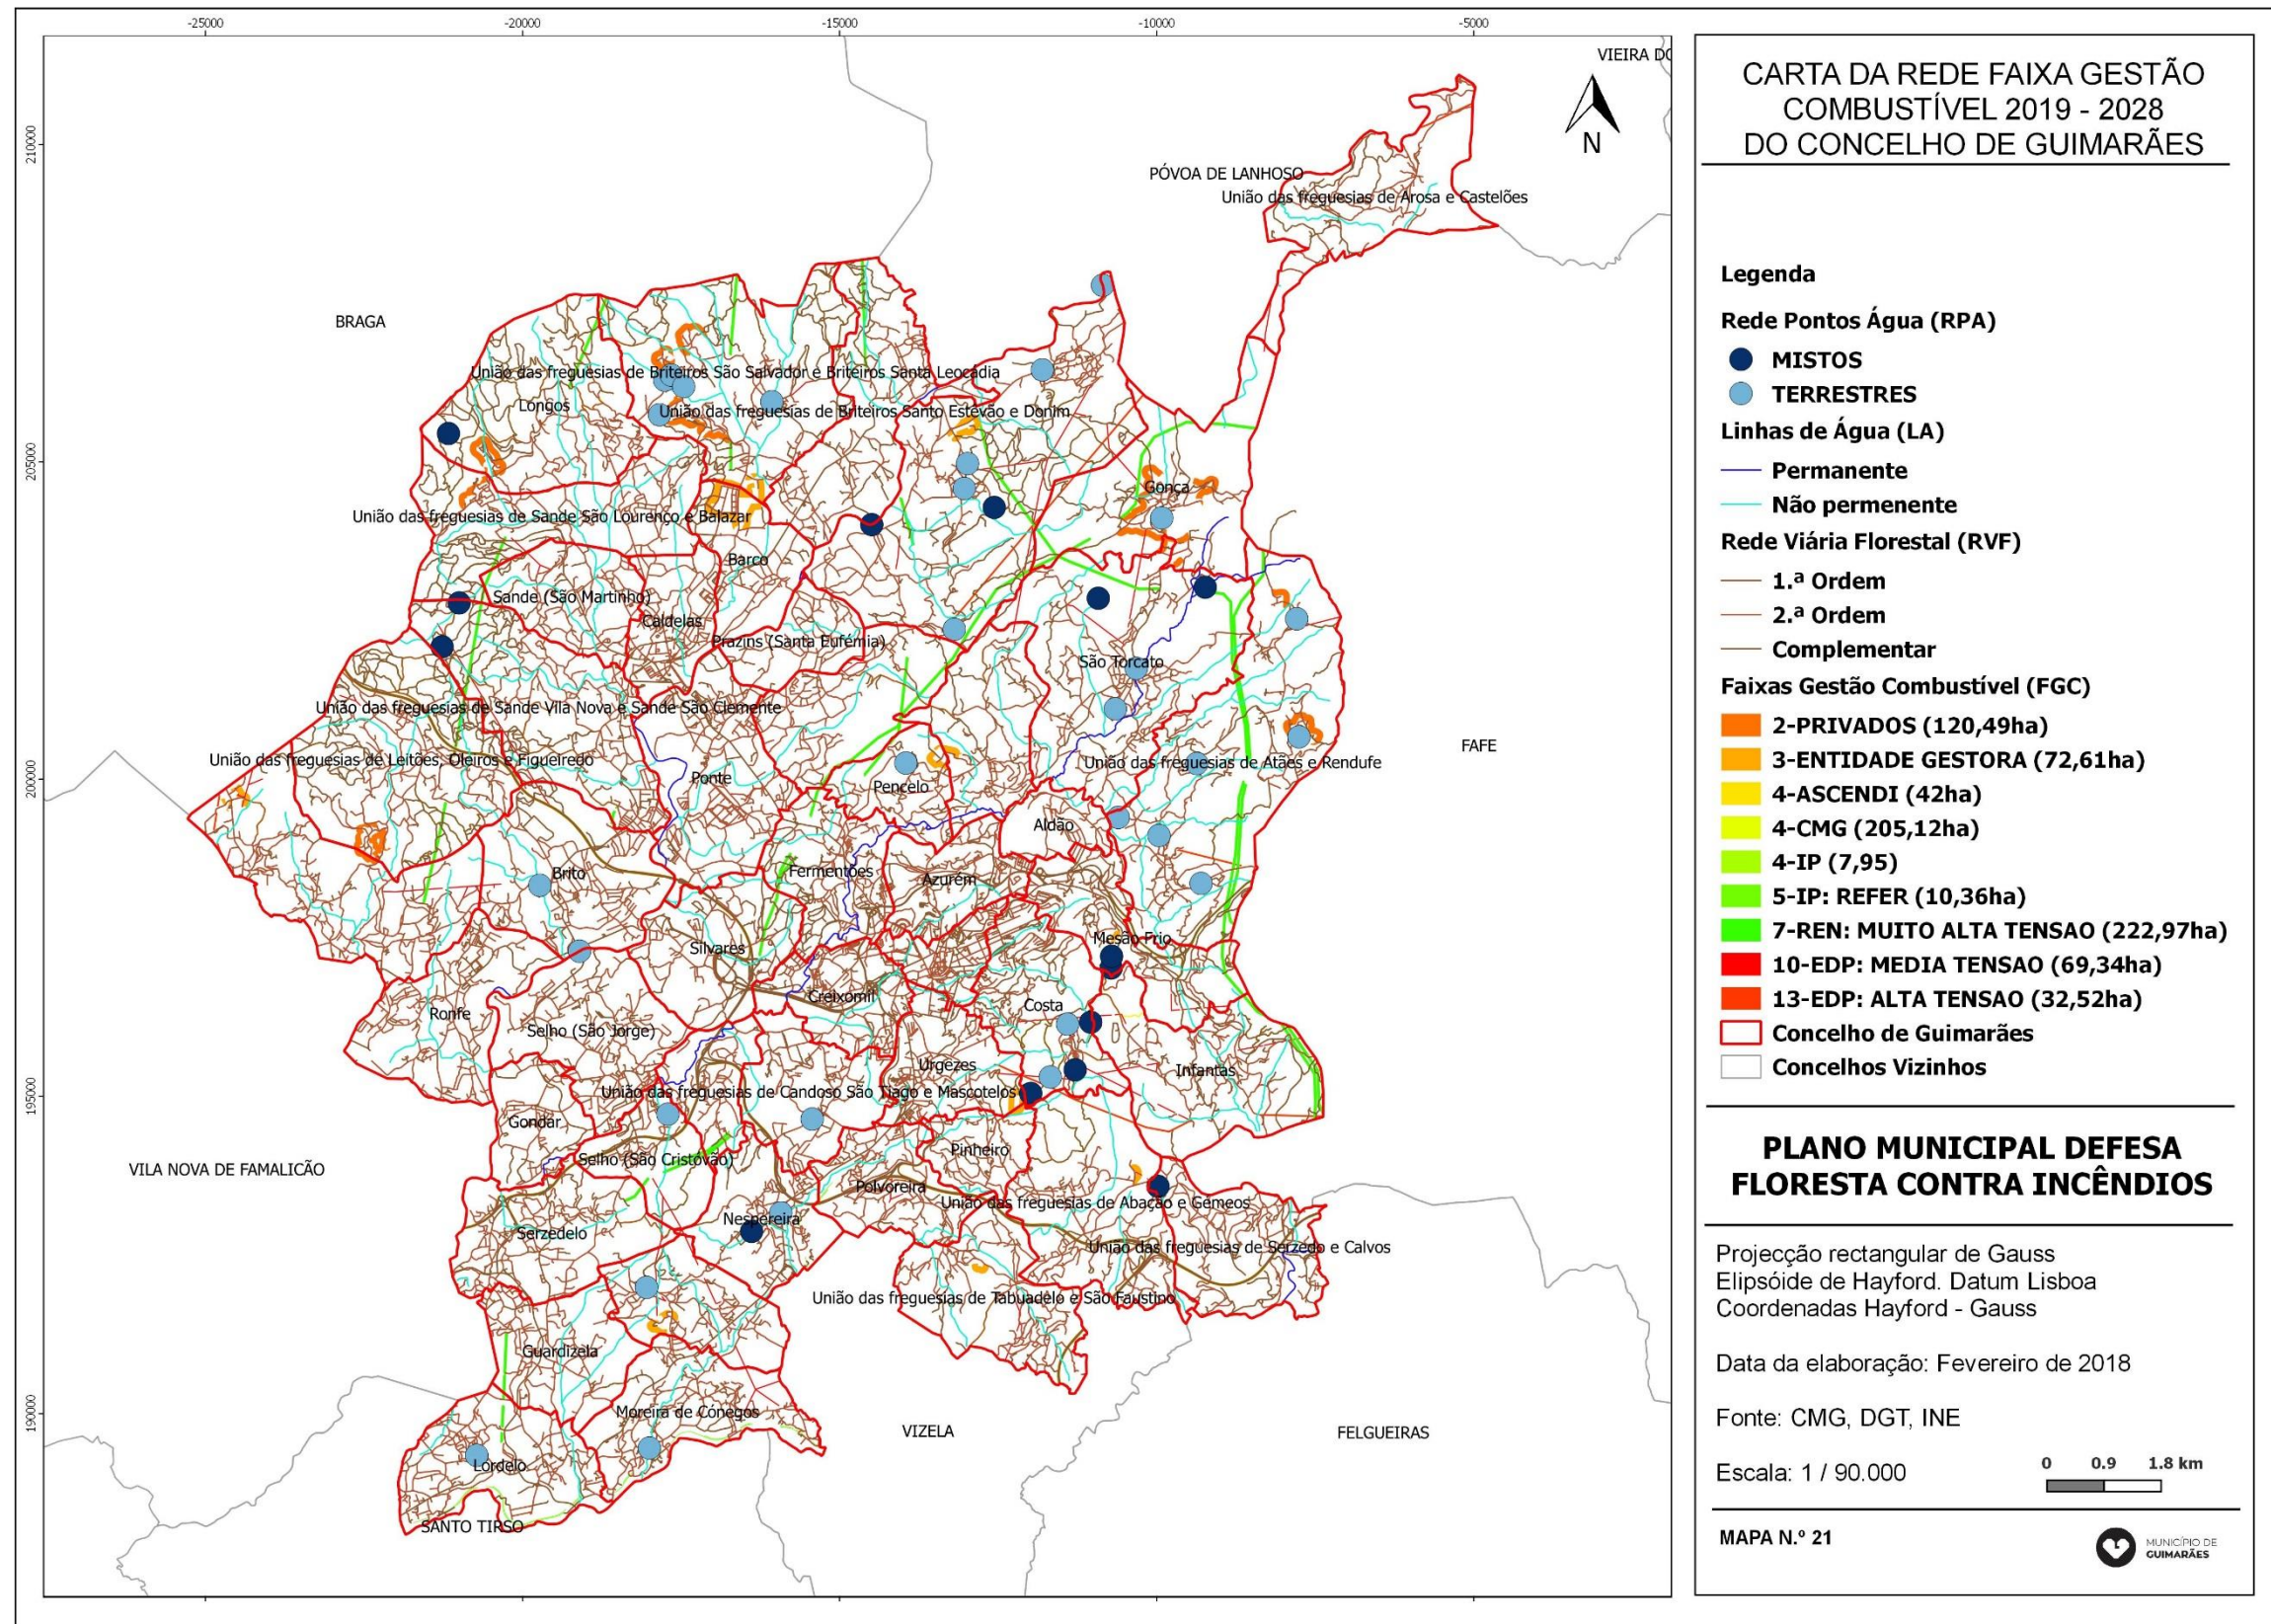 -25000
-20000
-15000
-10000
-5000
210000
205000
200000
195000
190000
VIEIRA DO
N
PÓVOA DE LANHOSO
União das freguesias de Arosa e Castelões
BRAGA
União das freguesias de Briteiros São Salvador e Briteiros Santa Leocádia
Longos
União das freguesias de Briteiros Santo Estêvão e Donim
Gonça
União das freguesias de Sande São Lourenço e Balazar
Barco
Sande (São Martinho)
Caldelas
Prazins (Santa Eufémia)
São Torcato
União das freguesias de Sande Vila Nova e Sande São Clemente
FAFE
União das freguesias de Leitões, Oleiros e Figueiredo
União das freguesias de Atães e Rendufe
Ponte
Pencelo
Aldão
Brito
Fermentões
Azurém
Silvares
Mesão Frio
Creixomil
Costa
Ronfe
Selho (São Jorge)
Urgezes
Infantas
União das freguesias de Candoso São Tiago e Mascotelos
Gondar
Pinheiro
Selho (São Cristóvão)
VILA NOVA DE FAMALICÃO
Polvoreira
União das freguesias de Abação e Gémeos
Nespereira
Serzedelo
União das freguesias de Serzedo e Calvos
União das freguesias de Tabuadelo e São Faustino
Guardizela
Moreira de Cónegos
VIZELA
FELGUEIRAS
Lordelo
SANTO TIRSO
CARTA DA REDE FAIXA GESTÃO
COMBUSTÍVEL 2019 - 2028
DO CONCELHO DE GUIMARÃES
Legenda
Rede Pontos Água (RPA)
MISTOS
TERRESTRES
Linhas de Água (LA)
Permanente
Não permenente
Rede Viária Florestal (RVF)
1.ª Ordem
2.ª Ordem
Complementar
Faixas Gestão Combustível (FGC)
2-PRIVADOS (120,49ha)
3-ENTIDADE GESTORA (72,61ha)
4-ASCENDI (42ha)
4-CMG (205,12ha)
4-IP (7,95)
5-IP: REFER (10,36ha)
7-REN: MUITO ALTA TENSAO (222,97ha)
10-EDP: MEDIA TENSAO (69,34ha)
13-EDP: ALTA TENSAO (32,52ha)
Concelho de Guimarães
Concelhos Vizinhos
PLANO MUNICIPAL DEFESA
FLORESTA CONTRA INCÊNDIOS
Projecção rectangular de Gauss
Elipsóide de Hayford. Datum Lisboa
Coordenadas Hayford - Gauss
Data da elaboração: Fevereiro de 2018
Fonte: CMG, DGT, INE
Escala: 1 / 90.000
0 0.9 1.8 km
MAPA N.º 21
MUNICÍPIO DE
GUIMARÃES